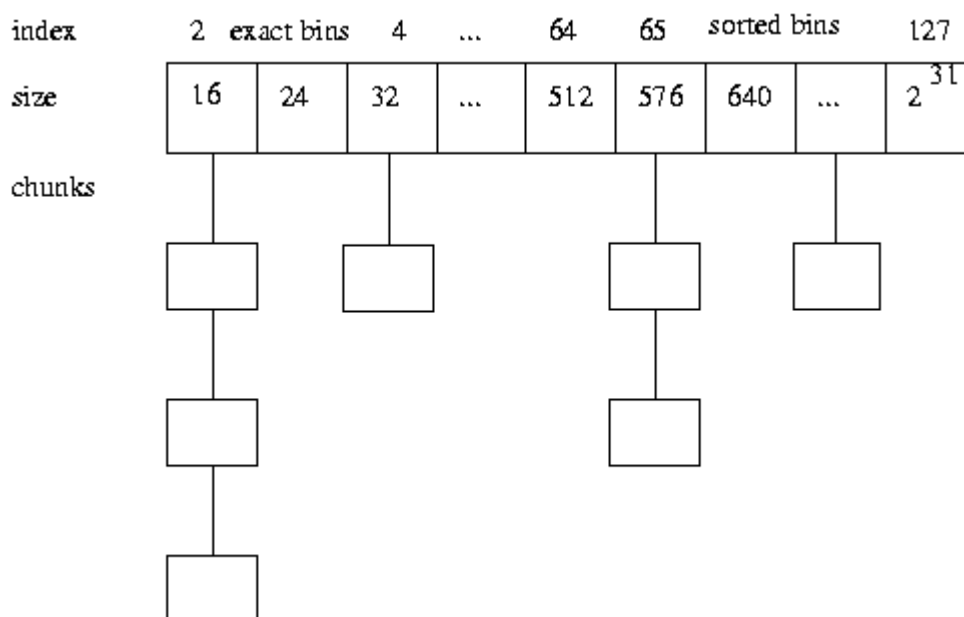 index 2 exact bins 4 ... 64 65 sorted bins 127
size 16 24 32 ... 512 576 640 ... 2 31
chunks